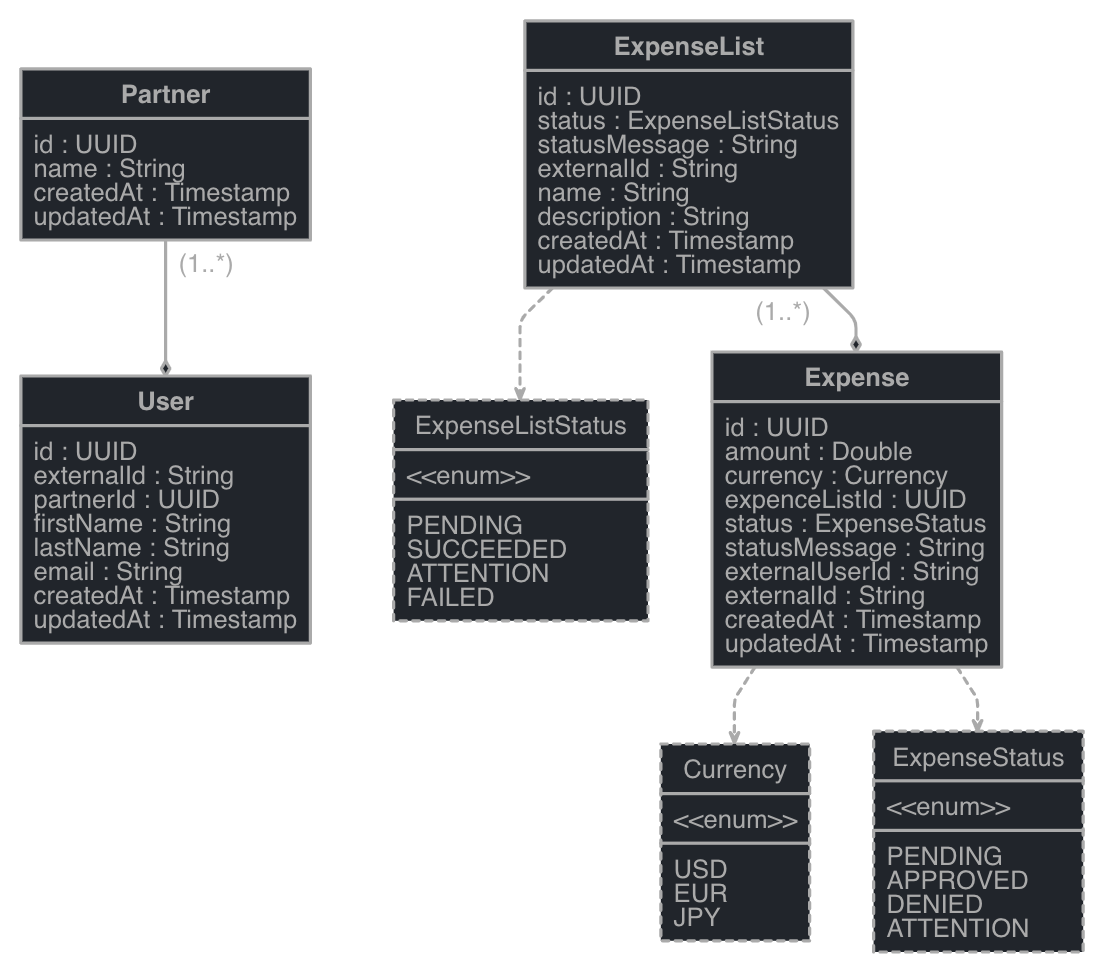 Partner
id : UUID
name : String
createdAt : Timestamp
updatedAt : Timestamp
(1..*)
User
id : UUID
externalId : String
partnerId : UUID
firstName : String
lastName : String
email : String
createdAt : Timestamp
updatedAt : Timestamp
ExpenseList
id : UUID
status : ExpenseListStatus
statusMessage : String
externalId : String
name : String
description : String
createdAt : Timestamp
updatedAt : Timestamp
(1..*)
ExpenseListStatus
<<enum>>
PENDING
SUCCEEDED
ATTENTION
FAILED
Expense
id : UUID
amount : Double
currency : Currency
expenceListId : UUID
status : ExpenseStatus
statusMessage : String
externalUserId : String
externalId : String
createdAt : Timestamp
updatedAt : Timestamp
Currency
<<enum>>
USD
EUR
JPY
ExpenseStatus
<<enum>>
PENDING
APPROVED
DENIED
ATTENTION